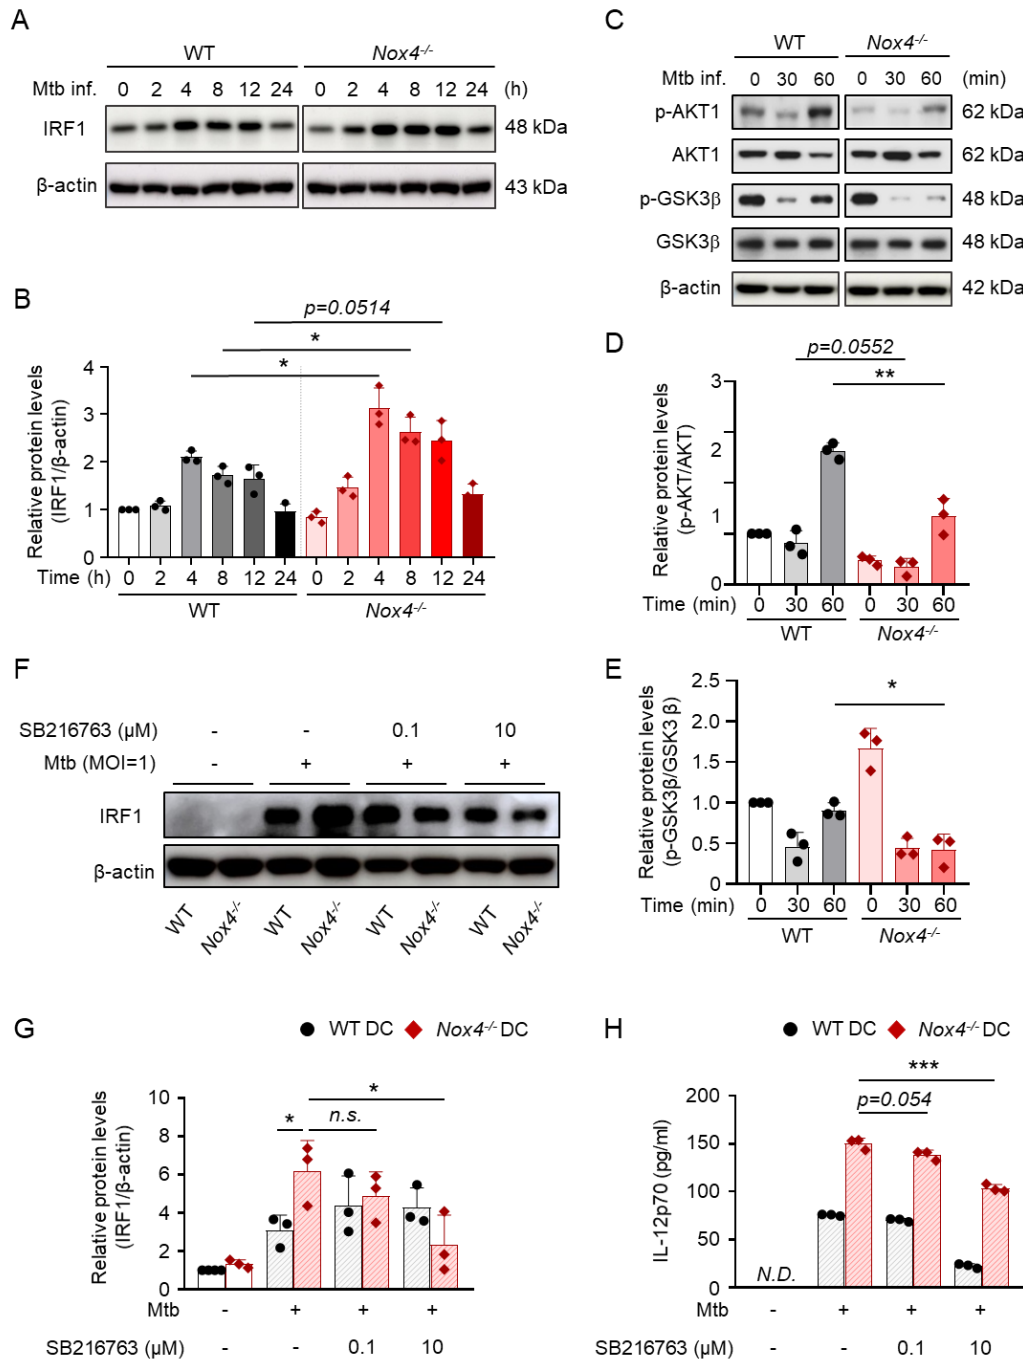 A
WT Nox4-/-
Mtb inf. 0 2 4 8 12 24 0 2 4 8 12 24 (h)
IRF1 48 kDa
β-actin 43 kDa
B
p=0.0514
*
*
Relative protein levels
(IRF1/β-actin)
4
3
2
1
0
Time (h) 0 2 4 8 12 24 0 2 4 8 12 24
WT Nox4-/-
C
WT Nox4-/-
Mtb inf. 0 30 60 0 30 60 (min)
p-AKT1 62 kDa
AKT1 62 kDa
p-GSK3β 48 kDa
GSK3β 48 kDa
β-actin 42 kDa
D
p=0.0552
**
Relative protein levels
(p-AKT/AKT)
3
2
1
0
Time (min) 0 30 60 0 30 60
WT Nox4-/-
E
*
Relative protein levels
(p-GSK3β/GSK3 β)
2.5
2.0
1.5
1.0
0.5
0
Time (min) 0 30 60 0 30 60
WT Nox4-/-
F
SB216763 (μM) - - 0.1 10
Mtb (MOI=1) - + + +
IRF1
β-actin
WT Nox4-/- WT Nox4-/- WT Nox4-/- WT Nox4-/-
G
WT DC Nox4-/- DC
*
* n.s.
Relative protein levels
(IRF1/β-actin)
10
8
6
4
2
0
Mtb - + + +
SB216763 (μM) - - 0.1 10
H
WT DC Nox4-/- DC
***
p=0.054
IL-12p70 (pg/ml)
200
150
100
50
0
N.D.
Mtb - + + +
SB216763 (μM) - - 0.1 10